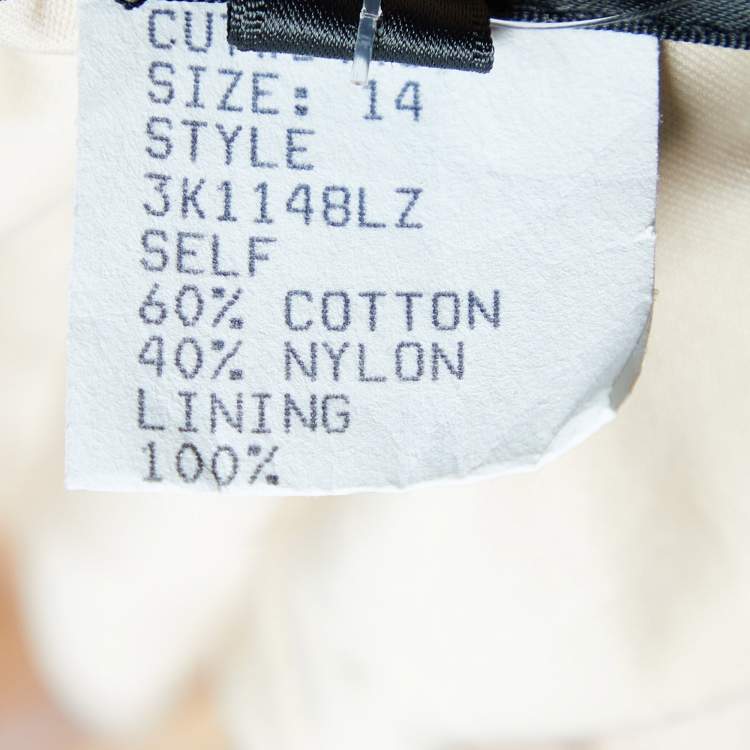 SIZE: 14
STYLE
3K1148LZ
SELF
60% COTTON
40% NYLON
LINING
100%